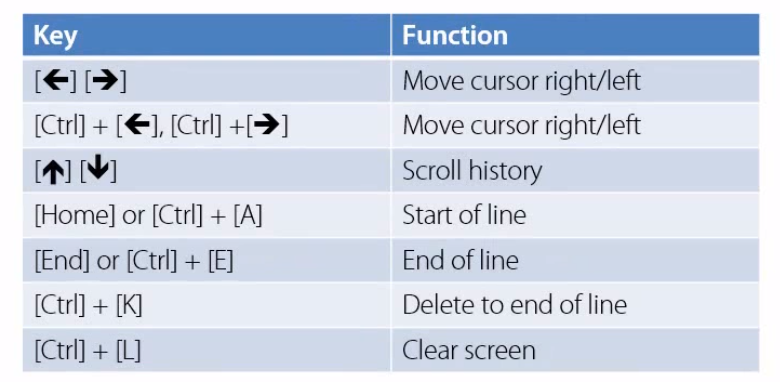 Key Function
[←] [→] Move cursor right/left
[Ctrl] + [←], [Ctrl] +[→] Move cursor right/left
[↑] [↓] Scroll history
[Home] or [Ctrl] + [A] Start of line
[End] or [Ctrl] + [E] End of line
[Ctrl] + [K] Delete to end of line
[Ctrl] + [L] Clear screen